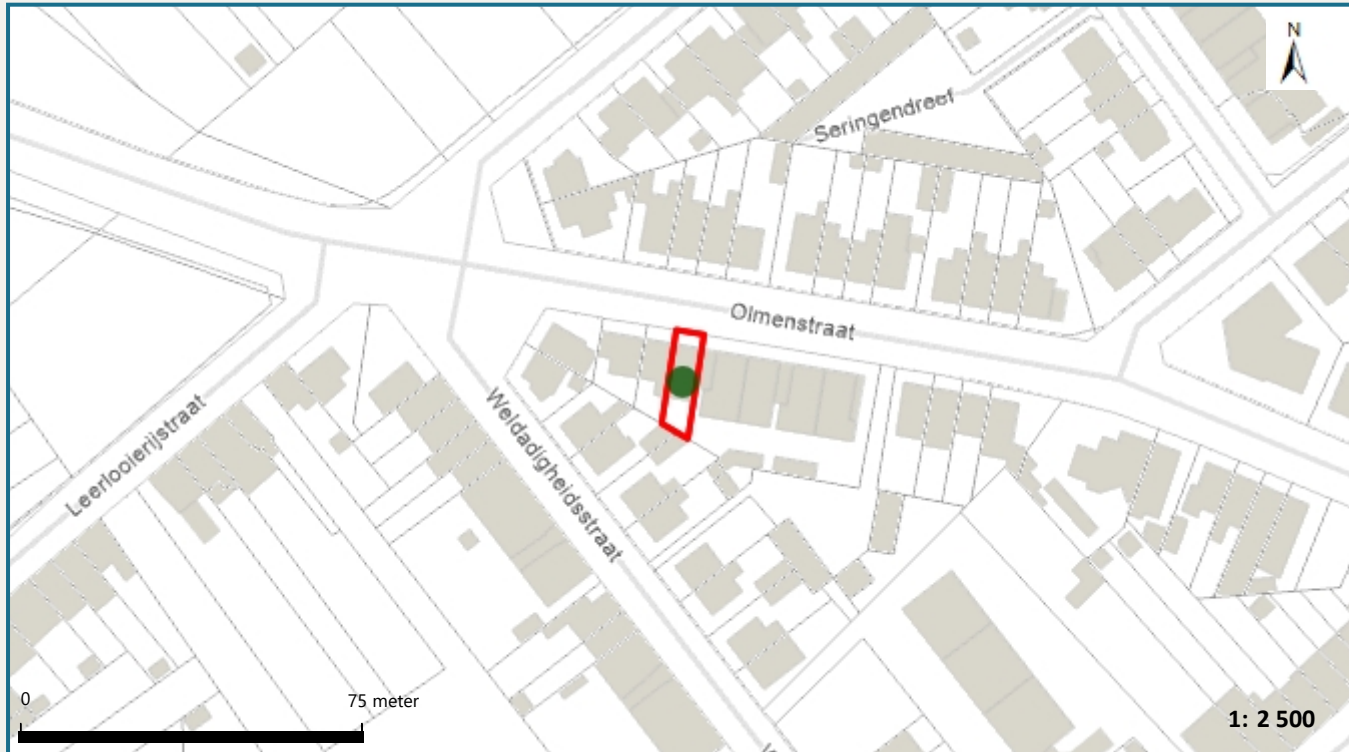 N
Seringendreef
Olmenstraat
Weldadigheidsstraat
Leerlooierijstraat
0
75 meter
1: 2 500